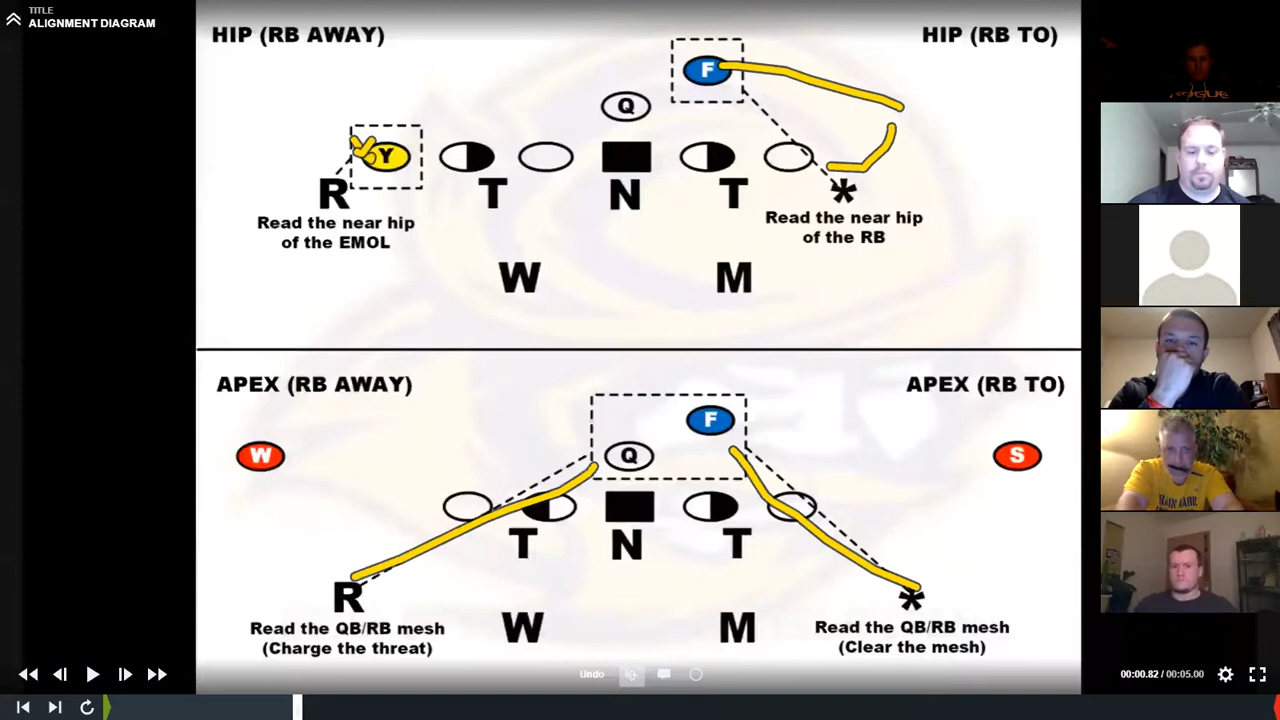 TITLE
ALIGNMENT DIAGRAM
HIP (RB AWAY)
HIP (RB TO)
F
Q
Y
R
T
N
T
*
Read the near hip
of the EMOL
Read the near hip
of the RB
W
M
APEX (RB AWAY)
APEX (RB TO)
F
W
Q
S
T
N
T
R
*
Read the QB/RB mesh
(Charge the threat)
W
M
Read the QB/RB mesh
(Clear the mesh)
Undo
00:00.82 / 00:05.00